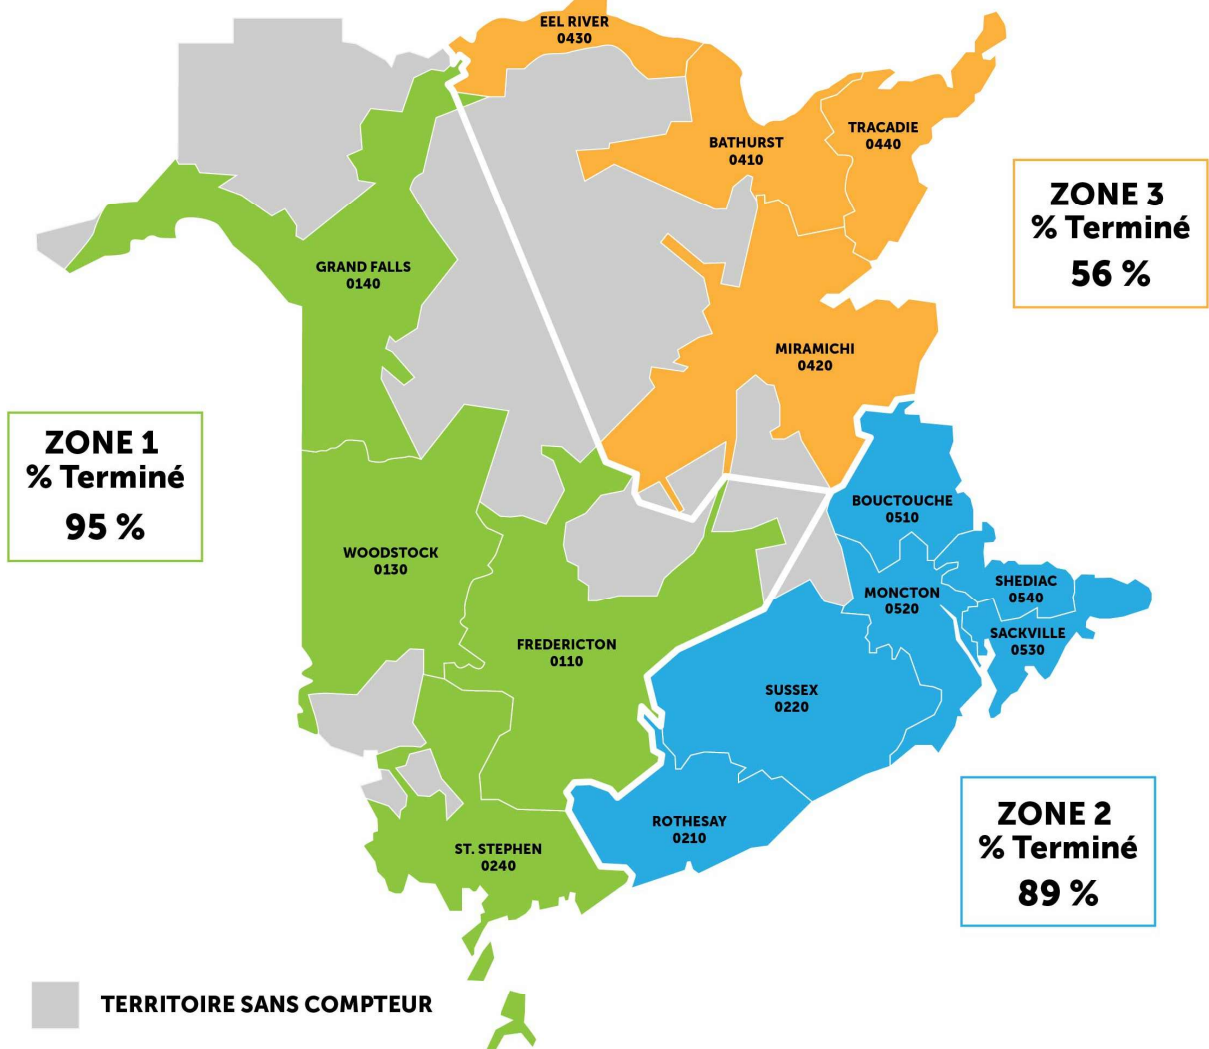 EEL RIVER
0430
BATHURST
0410
TRACADIE
0440
ZONE 3
% Terminé
56 %
GRAND FALLS
0140
MIRAMICHI
0420
ZONE 1
% Terminé
95 %
BOUCTOUCHE
0510
WOODSTOCK
0130
MONCTON
0520
SHEDIAC
0540
SACKVILLE
0530
FREDERICTON
0110
SUSSEX
0220
ROTHESAY
0210
ZONE 2
% Terminé
89 %
ST. STEPHEN
0240
TERRITOIRE SANS COMPTEUR